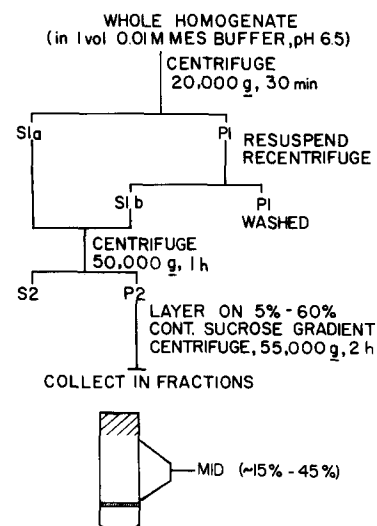 WHOLE HOMOGENATE
(in 1 vol 0.01 M MES BUFFER, pH 6.5)
CENTRIFUGE
20,000 g, 30 min
S1a
P1
RESUSPEND
RECENTRIFUGE
S1b
P1
WASHED
CENTRIFUGE
50,000 g, 1 h
S2
P2
LAYER ON 5%-60%
CONT. SUCROSE GRADIENT
CENTRIFUGE, 55,000 g, 2 h
COLLECT IN FRACTIONS
MID (~15%-45%)